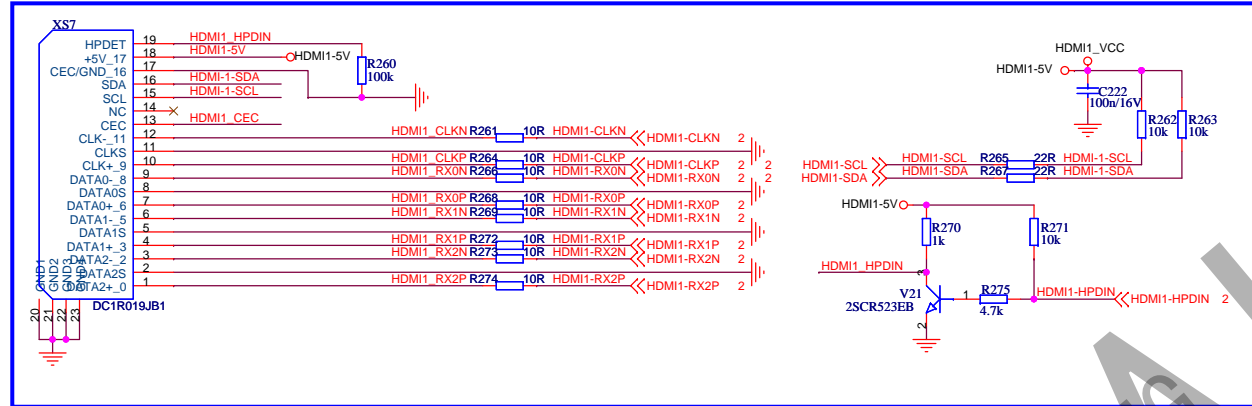 XS7
HPDET 19 HDMI1_HPDIN
+5V_17 18 HDMI1-5V HDMI1-5V
CEC/GND_16 17
SDA 16 HDMI-1-SDA
SCL 15 HDMI-1-SCL
NC 14
CEC 13 HDMI1_CEC
CLK-_11 12 HDMI1_CLKN R261 10R HDMI1-CLKN HDMI1-CLKN 2
CLKS 11
CLK+_9 10 HDMI1_CLKP R264 10R HDMI1-CLKP HDMI1-CLKP 2 2
DATA0-_8 9 HDMI1_RX0N R266 10R HDMI1-RX0N HDMI1-RX0N 2 2
DATA0S 8
DATA0+_6 7 HDMI1_RX0P R268 10R HDMI1-RX0P HDMI1-RX0P 2
DATA1-_5 6 HDMI1_RX1N R269 10R HDMI1-RX1N HDMI1-RX1N 2
DATA1S 5
DATA1+_3 4 HDMI1_RX1P R272 10R HDMI1-RX1P HDMI1-RX1P 2
DATA2-_2 3 HDMI1_RX2N R273 10R HDMI1-RX2N HDMI1-RX2N 2
DATA2S 2
DATA2+_0 1 HDMI1_RX2P R274 10R HDMI1-RX2P HDMI1-RX2P 2
GND1
GND2
GND3
GND4
DC1R019JB1
20
21
22
23
R260
100k
HDMI1_VCC
HDMI1-5V
C222
100n/16V
R262
10k
R263
10k
HDMI1-SCL HDMI1-SCL R265 22R HDMI-1-SCL
HDMI1-SDA HDMI1-SDA R267 22R HDMI-1-SDA
HDMI1-5V
R270
1k
R271
10k
HDMI1_HPDIN
3
V21
2SCR523EB
1
2
R275
4.7k
HDMI1-HPDIN HDMI1-HPDIN 2